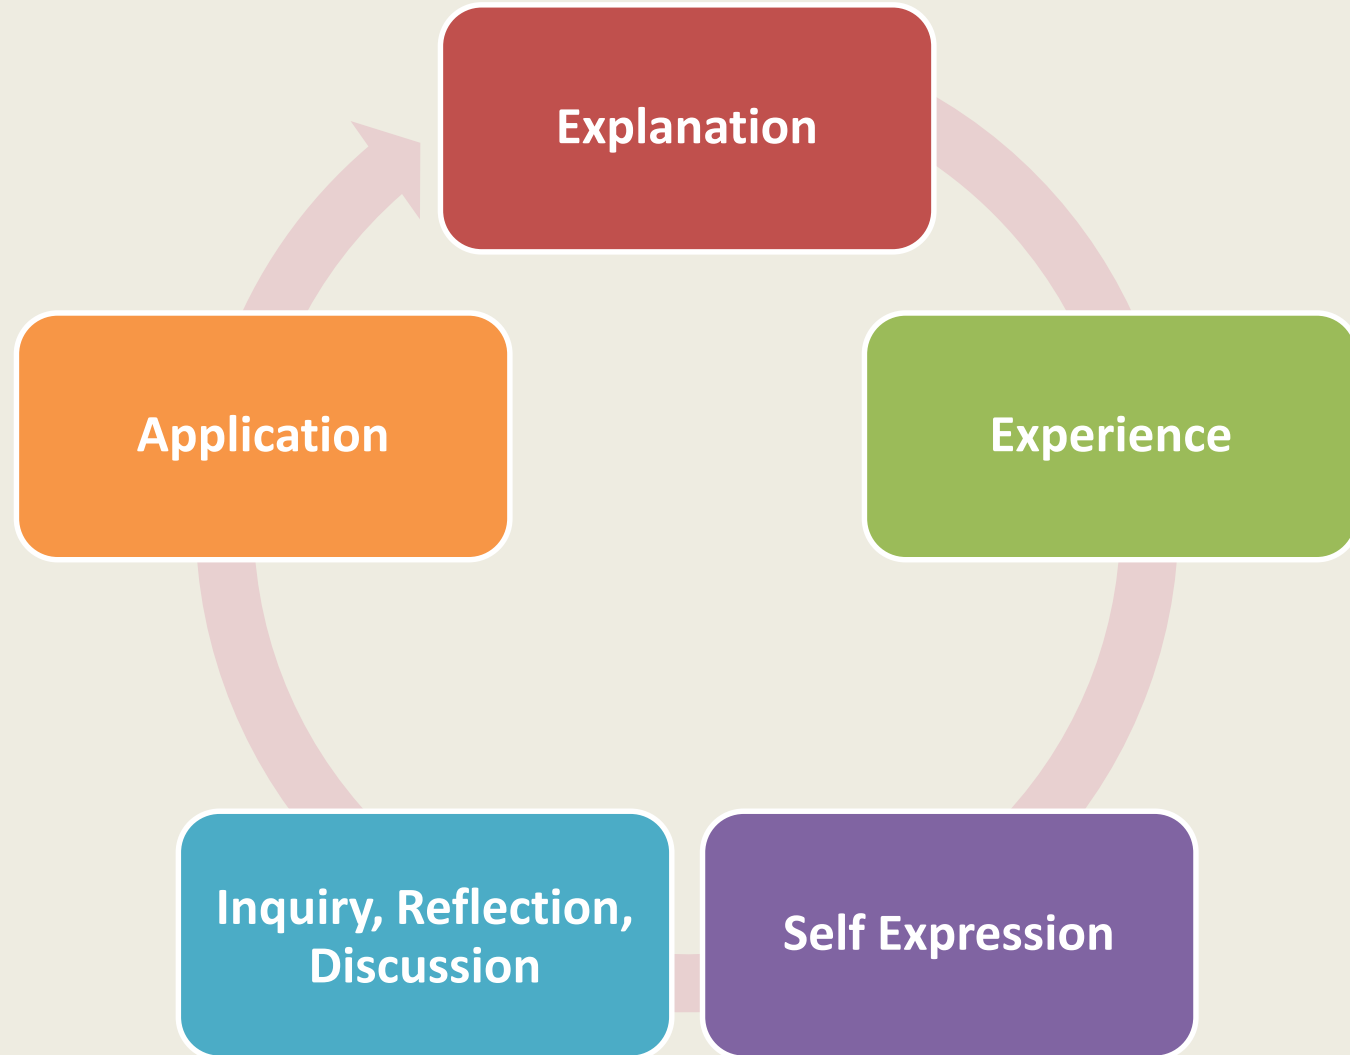 Explanation
Experience
Self Expression
Inquiry, Reflection,
Discussion
Application